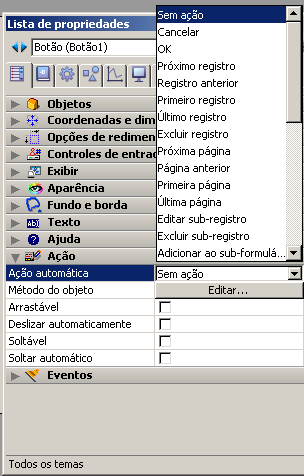 Lista de propriedades
Botão (Botão1)
Objetos
Coordenadas e dim
Opções de redimen
Controles de entrac
Exibir
Aparência
Fundo e borda
Texto
Ajuda
Ação
Ação automática
Sem ação
Método do objeto
Editar...
Arrastável
Deslizar automaticamente
Soltável
Soltar automático
Eventos
Todos os temas
Sem ação
Cancelar
OK
Próximo registro
Registro anterior
Primeiro registro
Último registro
Excluir registro
Próxima página
Página anterior
Primeira página
Última página
Editar sub-registro
Excluir sub-registro
Adicionar ao sub-formulá...